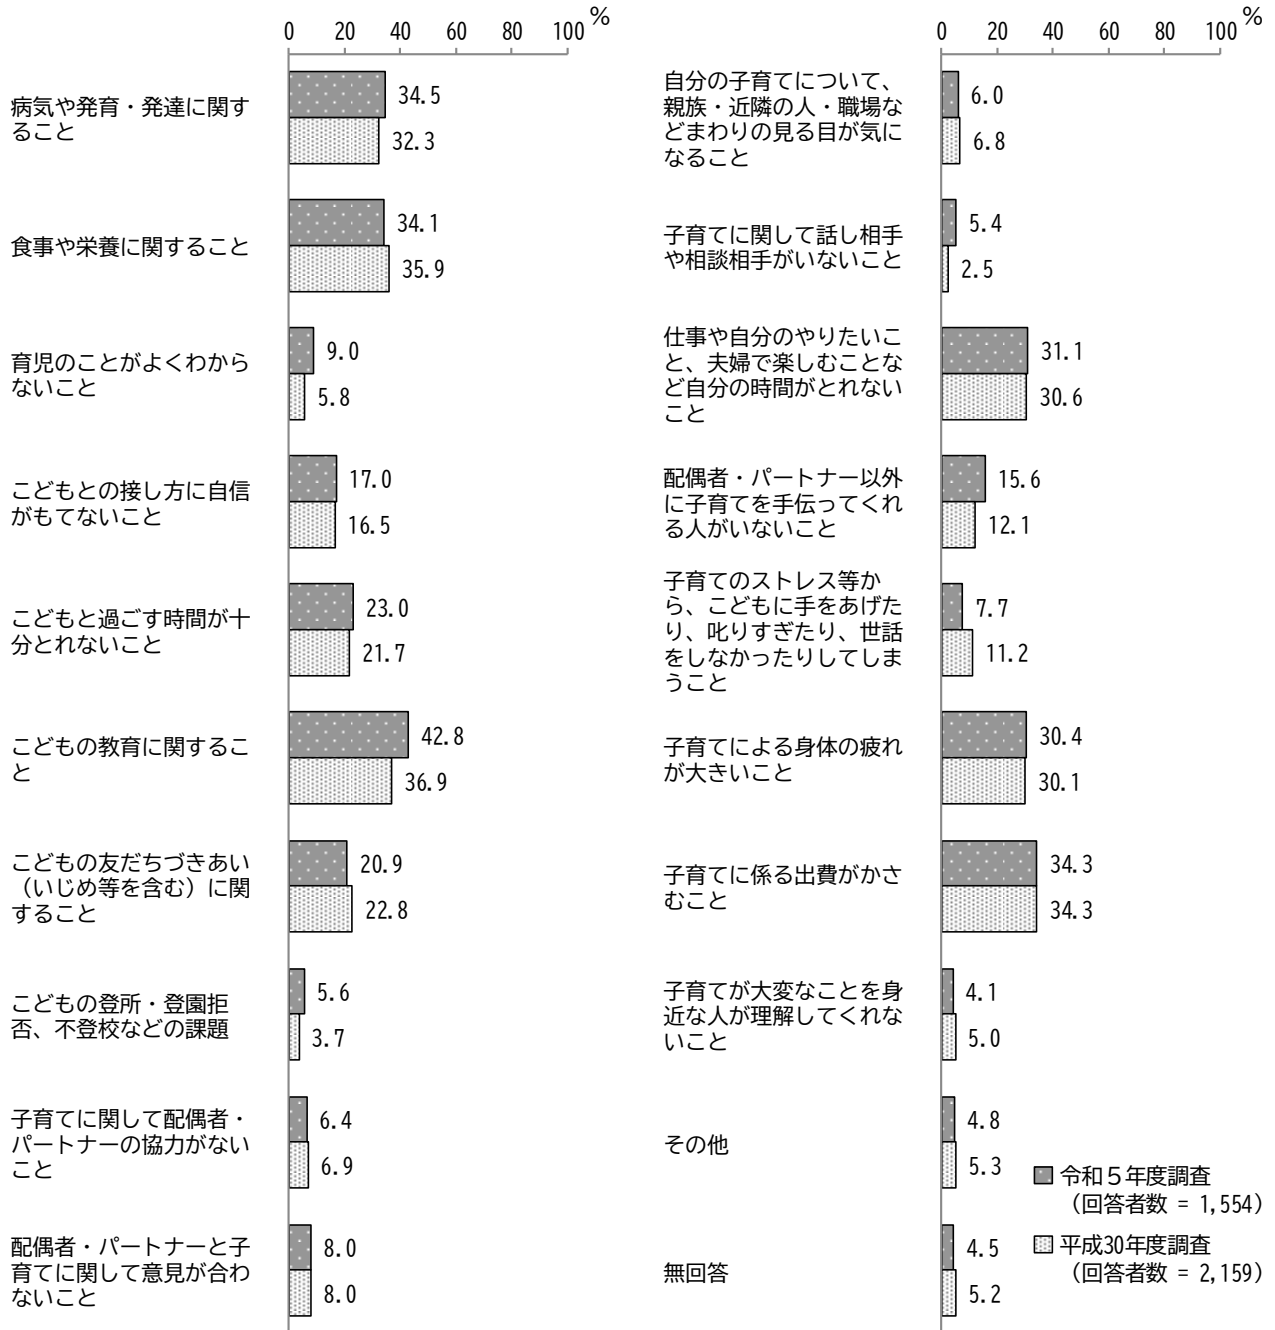 0 20 40 60 80 100 %
病気や発育・発達に関す
ること
34.5
32.3
食事や栄養に関すること
34.1
35.9
育児のことがよくわから
ないこと
9.0
5.8
こどもとの接し方に自信
がもてないこと
17.0
16.5
こどもと過ごす時間が十
分とれないこと
23.0
21.7
こどもの教育に関するこ
と
42.8
36.9
こどもの友だちづきあい
（いじめ等を含む）に関
すること
20.9
22.8
こどもの登所・登園拒
否、不登校などの課題
5.6
3.7
子育てに関して配偶者・
パートナーの協力がない
こと
6.4
6.9
配偶者・パートナーと子
育てに関して意見が合わ
ないこと
8.0
8.0
0 20 40 60 80 100 %
自分の子育てについて、
親族・近隣の人・職場な
どまわりの見る目が気に
なること
6.0
6.8
子育てに関して話し相手
や相談相手がいないこと
5.4
2.5
仕事や自分のやりたいこ
と、夫婦で楽しむことな
ど自分の時間がとれない
こと
31.1
30.6
配偶者・パートナー以外
に子育てを手伝ってくれ
る人がいないこと
15.6
12.1
子育てのストレス等か
ら、こどもに手をあげた
り、叱りすぎたり、世話
をしなかったりしてしま
うこと
7.7
11.2
子育てによる身体の疲れ
が大きいこと
30.4
30.1
子育てに係る出費がかさ
むこと
34.3
34.3
子育てが大変なことを身
近な人が理解してくれな
いこと
4.1
5.0
その他
4.8
5.3
無回答
4.5
5.2
令和５年度調査
（回答者数 = 1,554）
平成30年度調査
（回答者数 = 2,159）